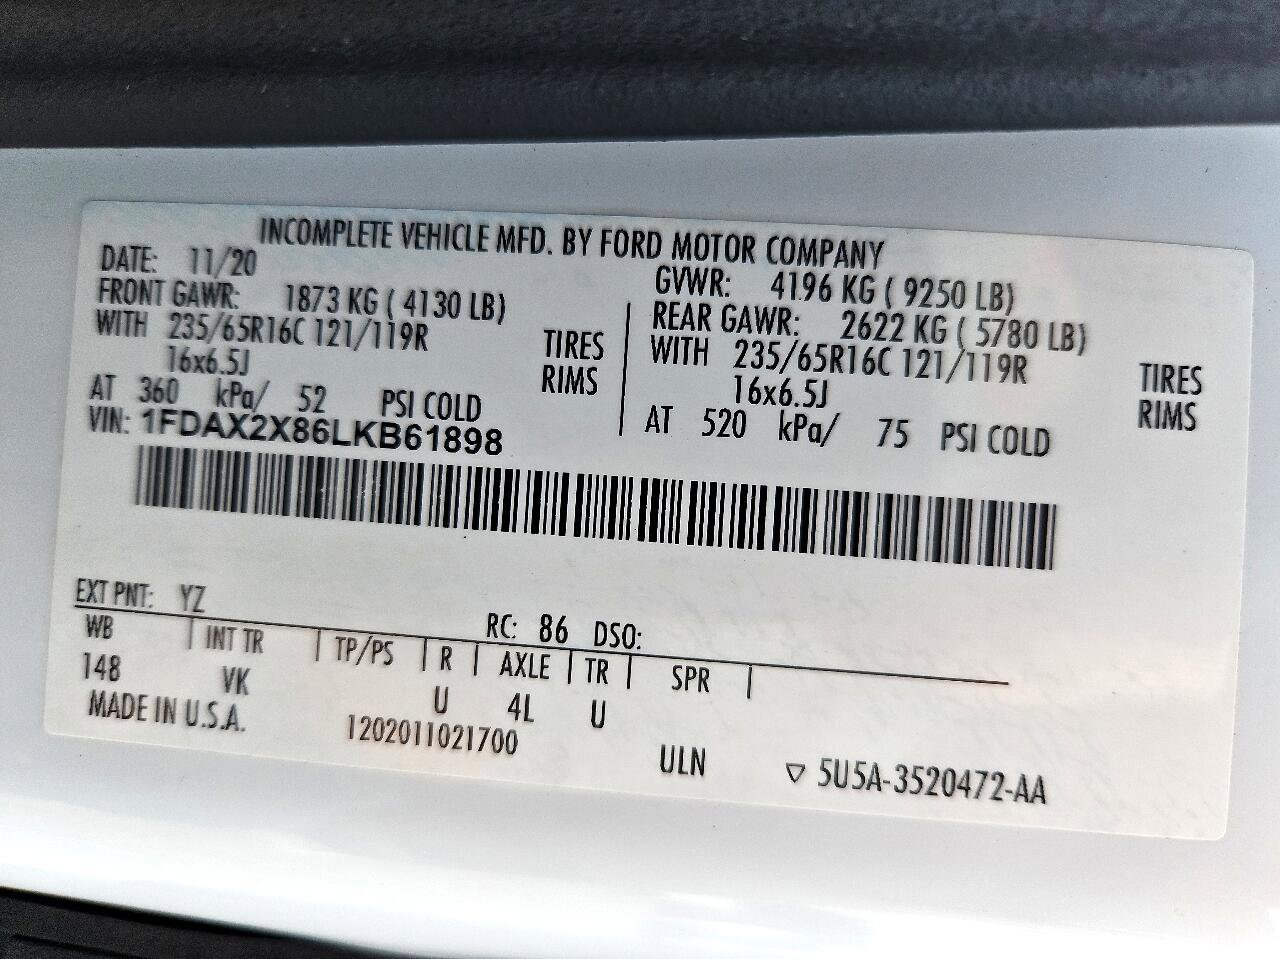 INCOMPLETE VEHICLE MFD. BY FORD MOTOR COMPANY
DATE: 11/20
GVWR: 4196 KG ( 9250 LB)
FRONT GAWR: 1873 KG ( 4130 LB)
WITH 235/65R16C 121/119R TIRES
16x6.5J RIMS
AT 360 kPa/ 52 PSI COLD
REAR GAWR: 2622 KG ( 5780 LB)
WITH 235/65R16C 121/119R TIRES
16x6.5J RIMS
AT 520 kPa/ 75 PSI COLD
VIN: 1FDAX2X86LKB61898
EXT PNT: YZ RC: 86 DSO:
WB INT TR TP/PS R AXLE TR SPR
148 VK U 4L U ULN
MADE IN U.S.A. 1202011021700 ▽ 5U5A-3520472-AA